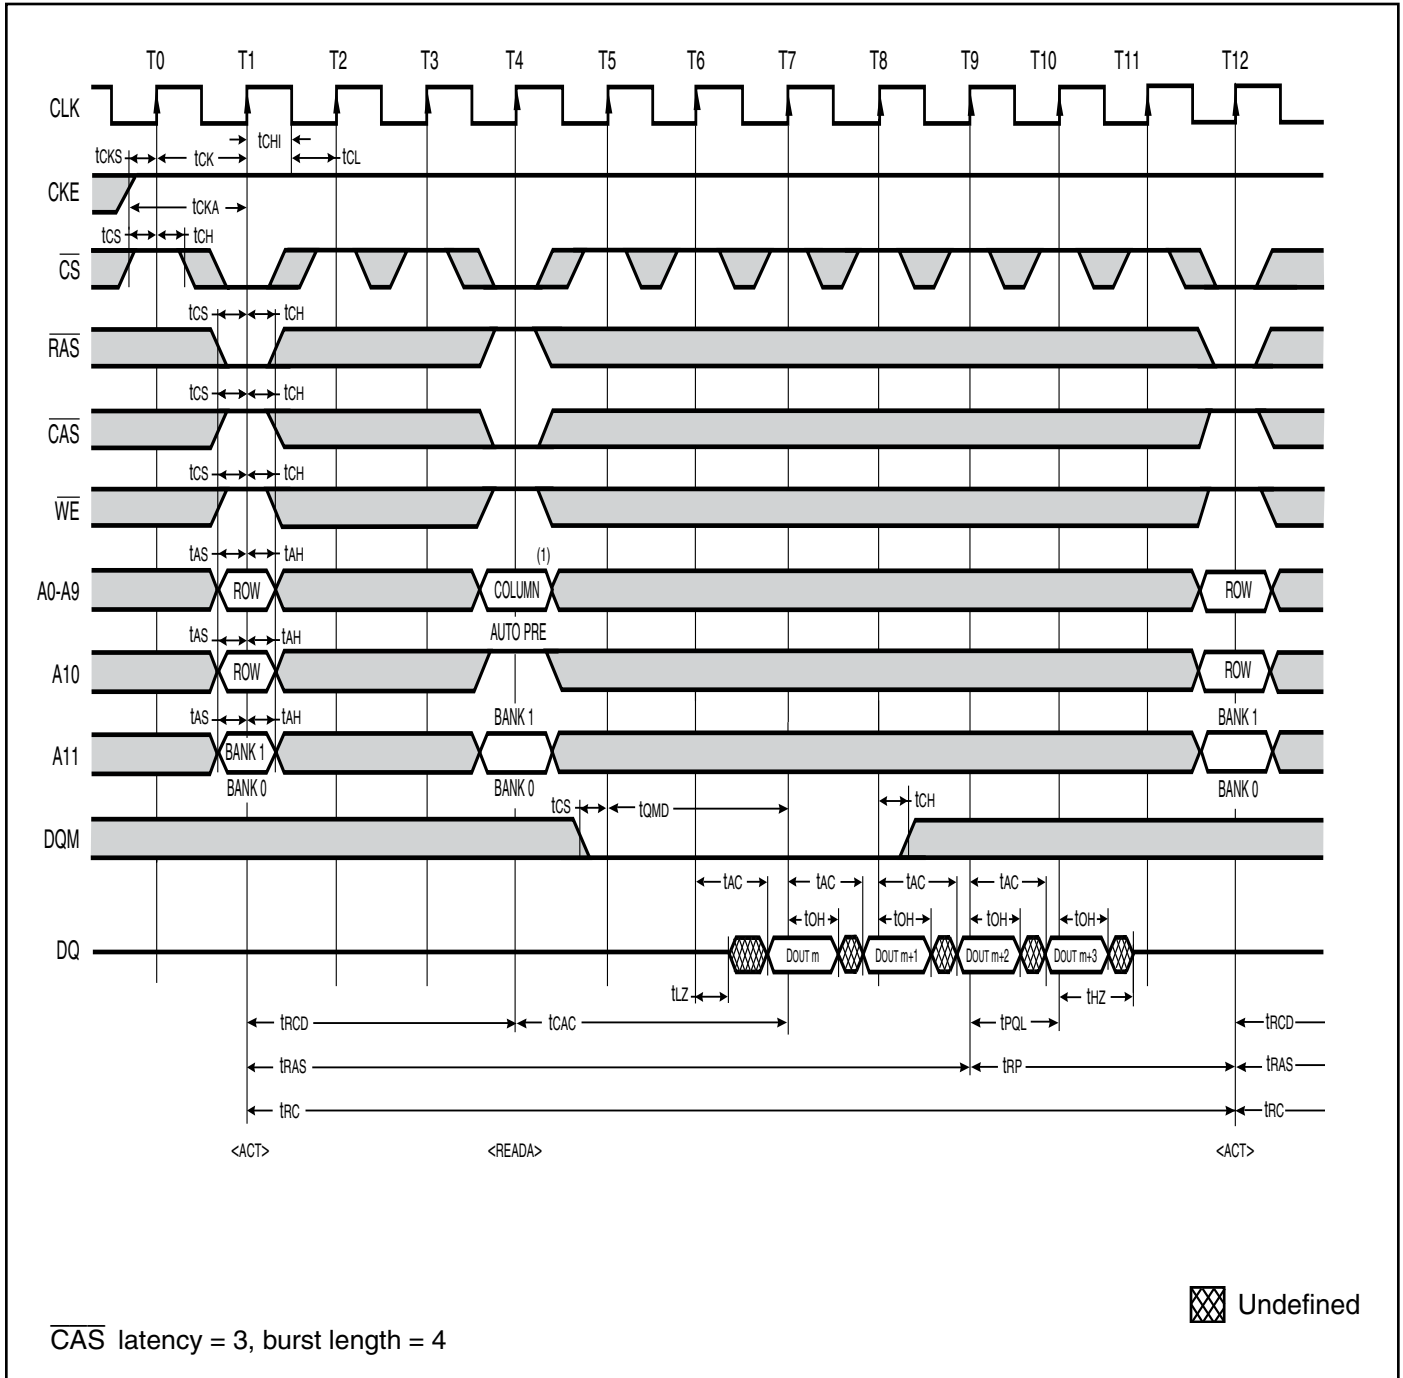 T0 T1 T2 T3 T4 T5 T6 T7 T8 T9 T10 T11 T12
CLK
tCHI
tCKS tCK tCL
CKE
tCKA
tCS tCH
CS
tCS tCH
RAS
tCS tCH
CAS
tCS tCH
WE
tAS tAH (1)
A0-A9 ROW COLUMN ROW
tAS tAH AUTO PRE
A10 ROW ROW
tAS tAH BANK 1 BANK 1
A11 BANK 1
BANK 0 BANK 0 BANK 0
tCS tQMD tCH
DQM
tAC tAC tAC tAC
tOH tOH tOH tOH
DQ DOUT m DOUT m+1 DOUT m+2 DOUT m+3
tLZ tHZ
tRCD tCAC tPQL tRCD
tRAS tRP tRAS
tRC tRC
<ACT> <READA> <ACT>
Undefined
CAS latency = 3, burst length = 4